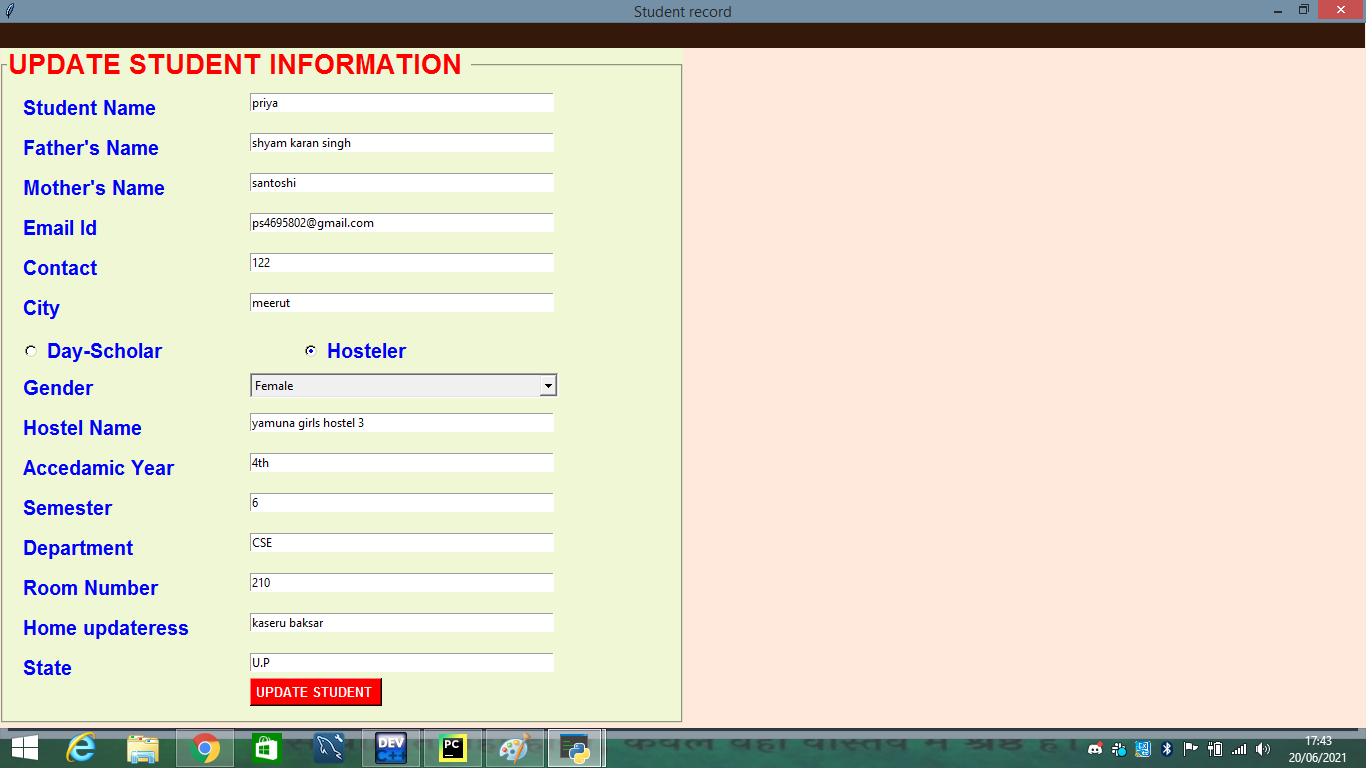 Student record
UPDATE STUDENT INFORMATION
Student Name priya
Father's Name shyam karan singh
Mother's Name santoshi
Email Id ps4695802@gmail.com
Contact 122
City meerut
Day-Scholar Hosteler
Gender Female
Hostel Name yamuna girls hostel 3
Accedamic Year 4th
Semester 6
Department CSE
Room Number 210
Home updateress kaseru baksar
State U.P
UPDATE STUDENT
DEV
C++
PC
17:43
20/06/2021